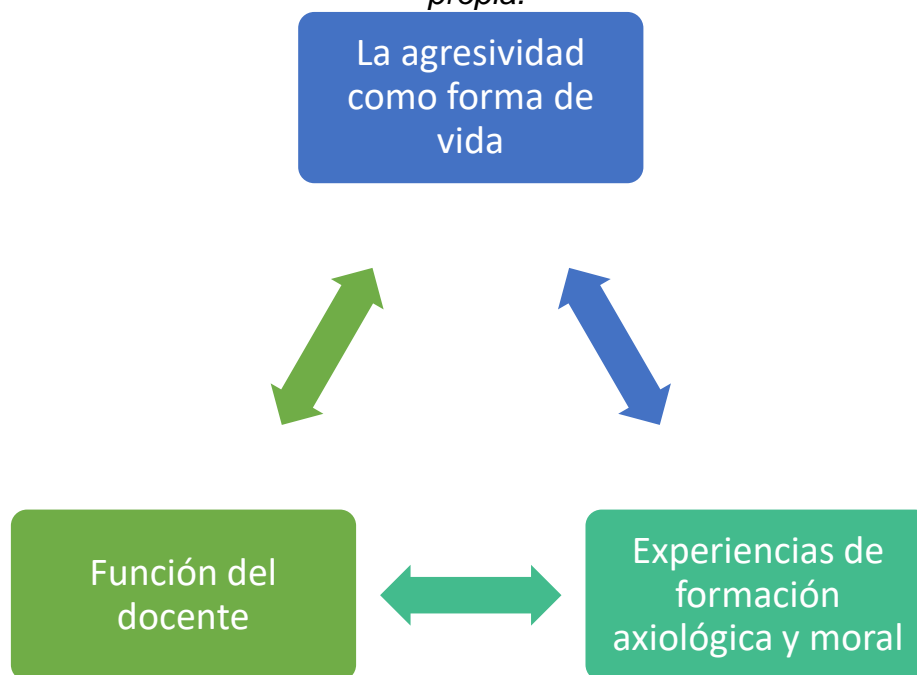 propia.
La agresividad
como forma de
vida
Función del
docente
Experiencias de
formación
axiológica y moral